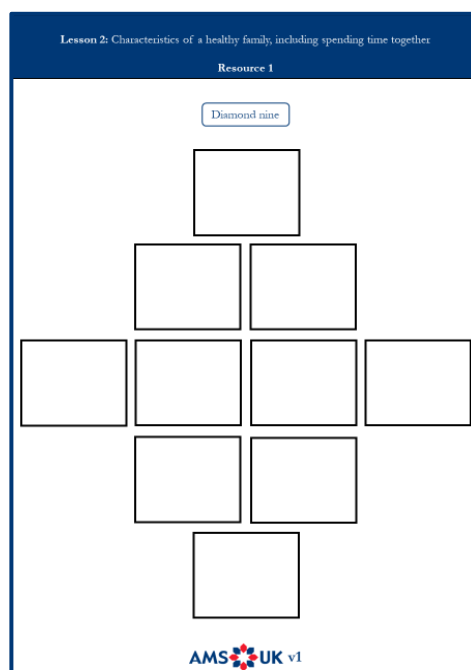 Lesson 2: Characteristics of a healthy family, including spending time together
Resource 1
Diamond nine
AMS UK v1